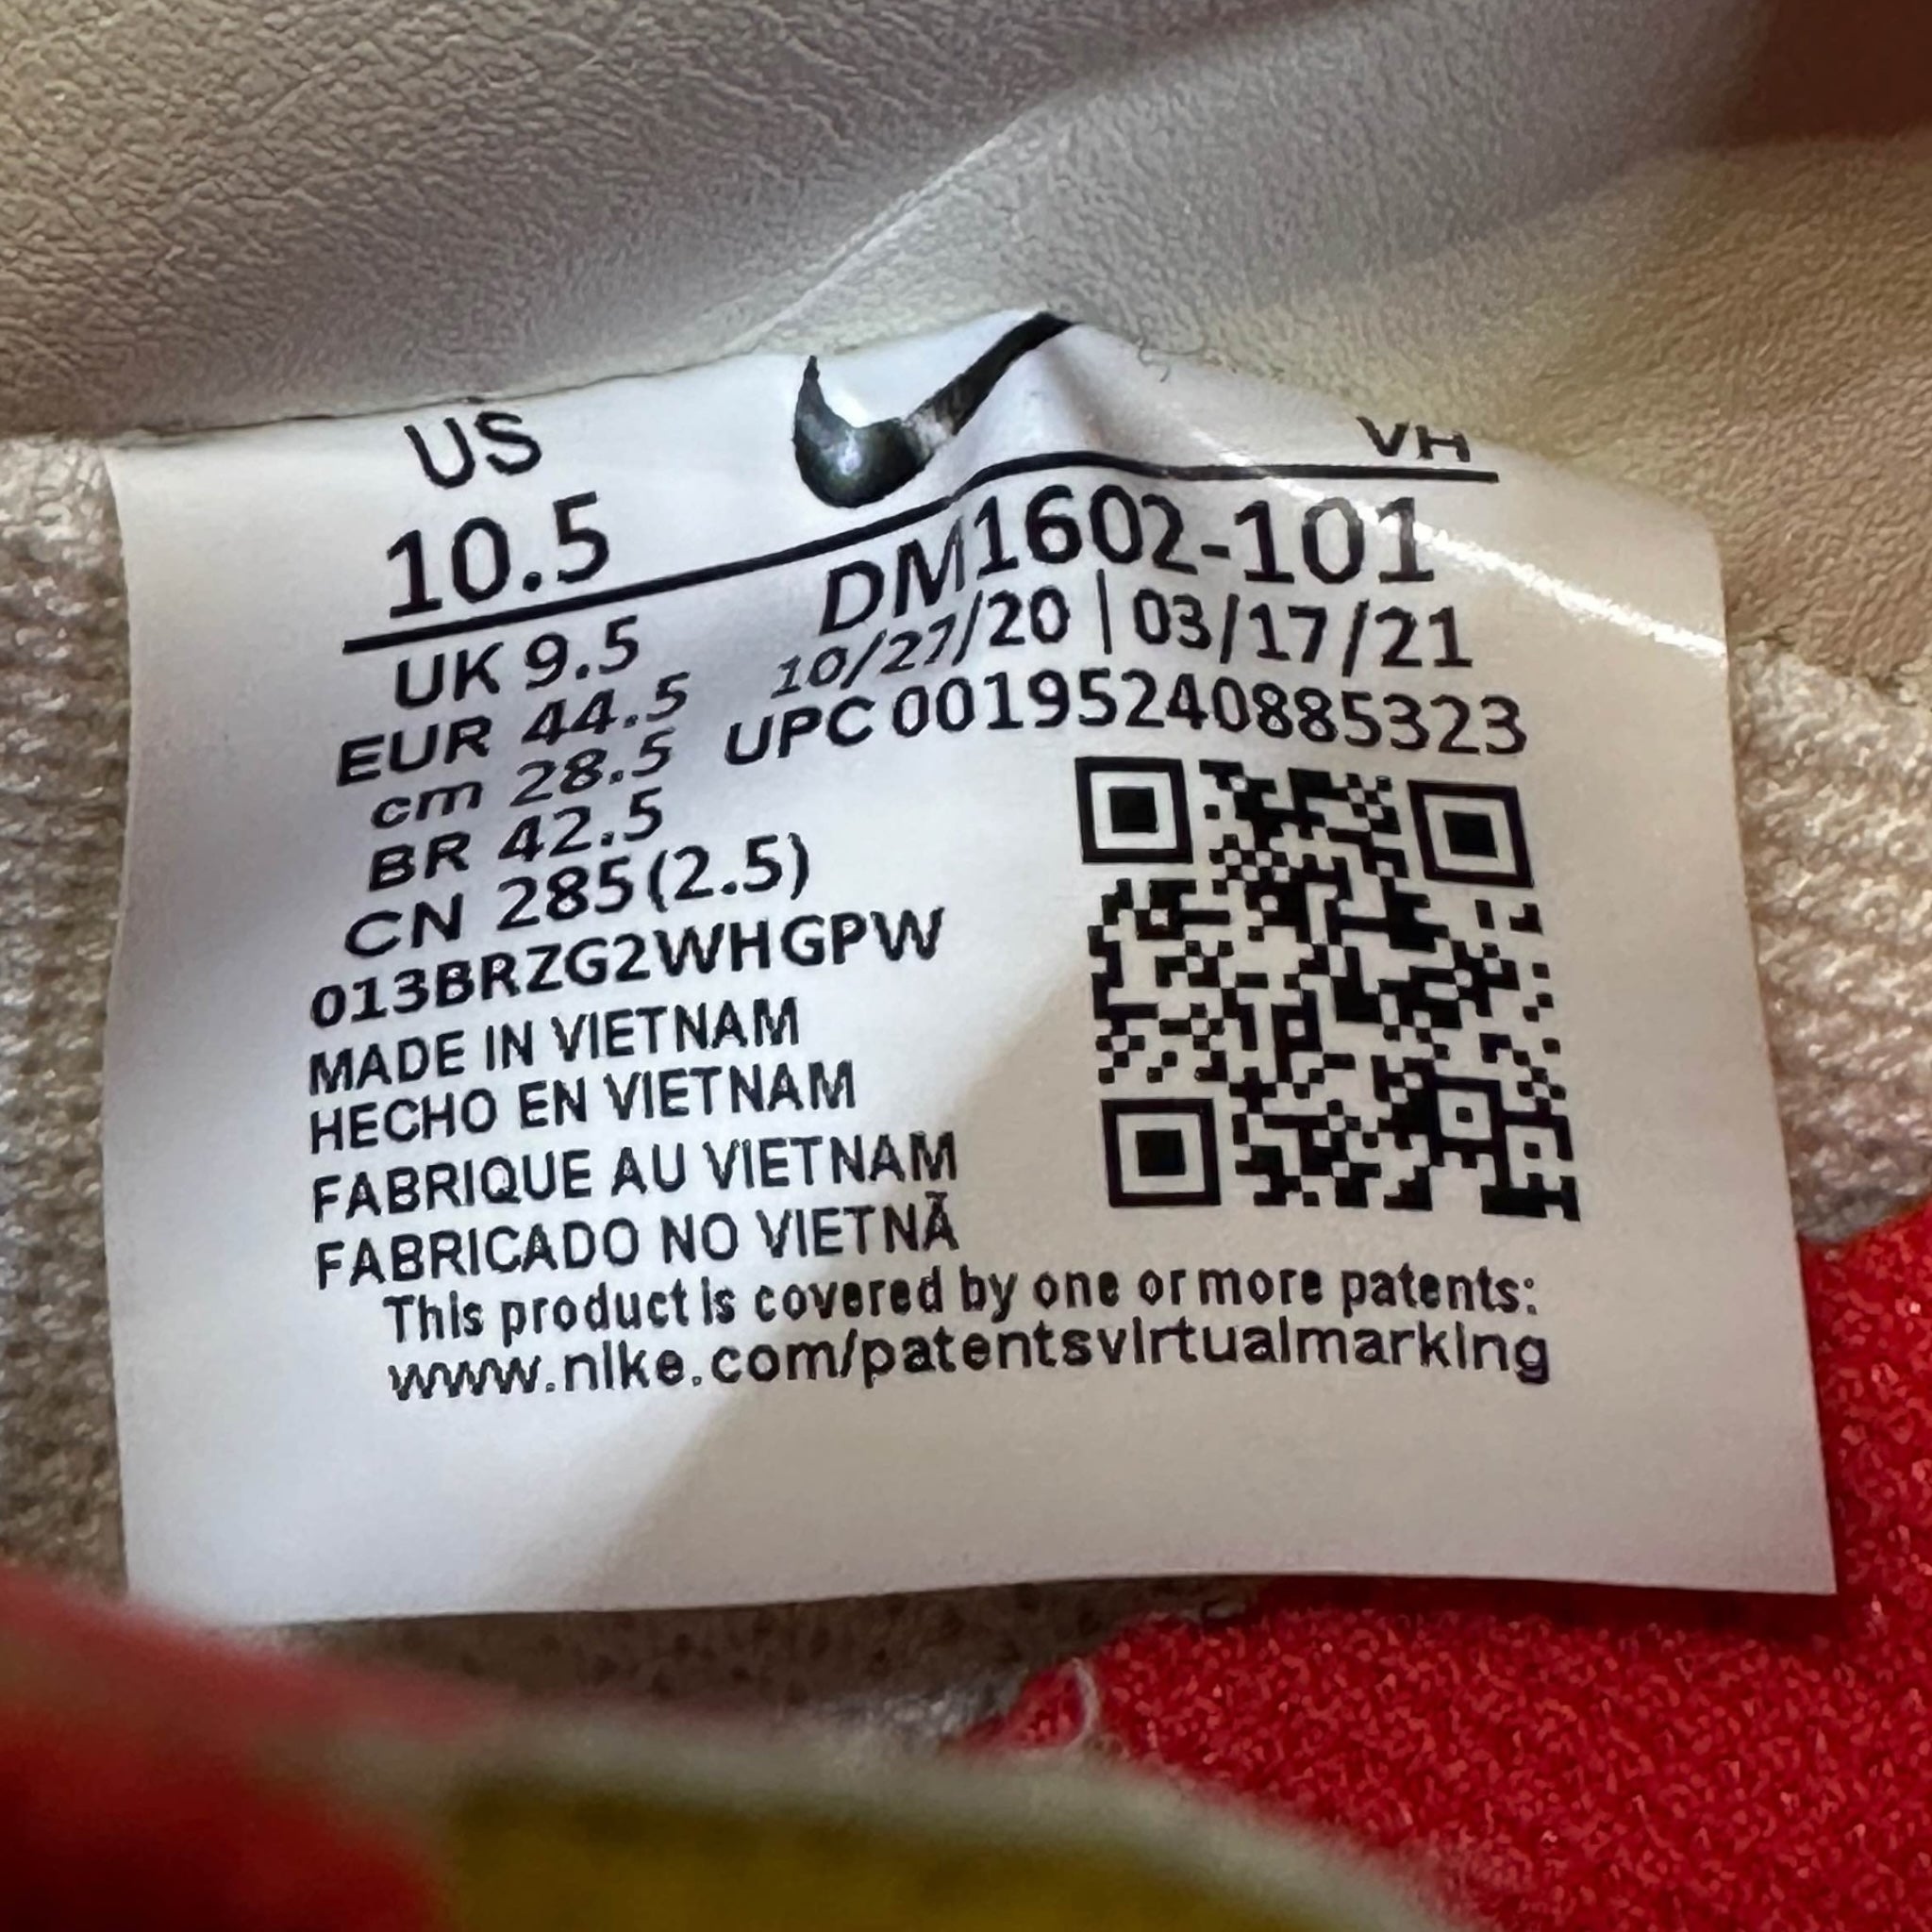 US
VH
10.5
DM1602-101
UK 9.5
10/27/20 | 03/17/21
EUR 44.5
UPC 00195240885323
cm 28.5
BR 42.5
CN 285(2.5)
013BRZG2WHGPW
MADE IN VIETNAM
HECHO EN VIETNAM
FABRIQUE AU VIETNAM
FABRICADO NO VIETNÃ
This product is covered by one or more patents:
www.nike.com/patentsvirtualmarking